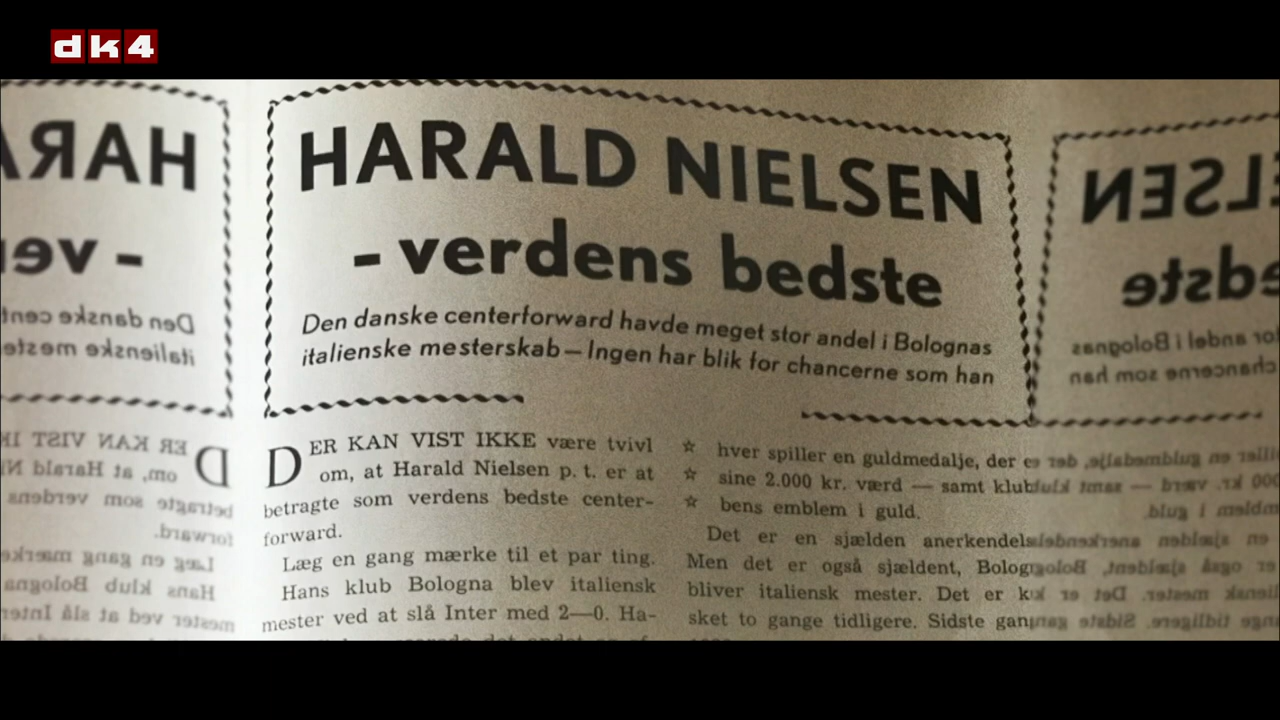 dk4
HARALD NIELSEN
- verdens bedste
Den danske centerforward havde meget stor andel i Bolognas
italienske mesterskab — Ingen har blik for chancerne som han
DER KAN VIST IKKE være tvivl
om, at Harald Nielsen p. t. er at
betragte som verdens bedste center-
forward.
Læg en gang mærke til et par ting.
Hans klub Bologna blev italiensk
mester ved at slå Inter med 2—0. Ha-
hver spiller en guldmedalje, der er
sine 2.000 kr. værd — samt klub-
bens emblem i guld.
Det er en sjælden anerkendelse.
Men det er også sjældent, Bologna
bliver italiensk mester. Det er kun
sket to gange tidligere. Sidste gang